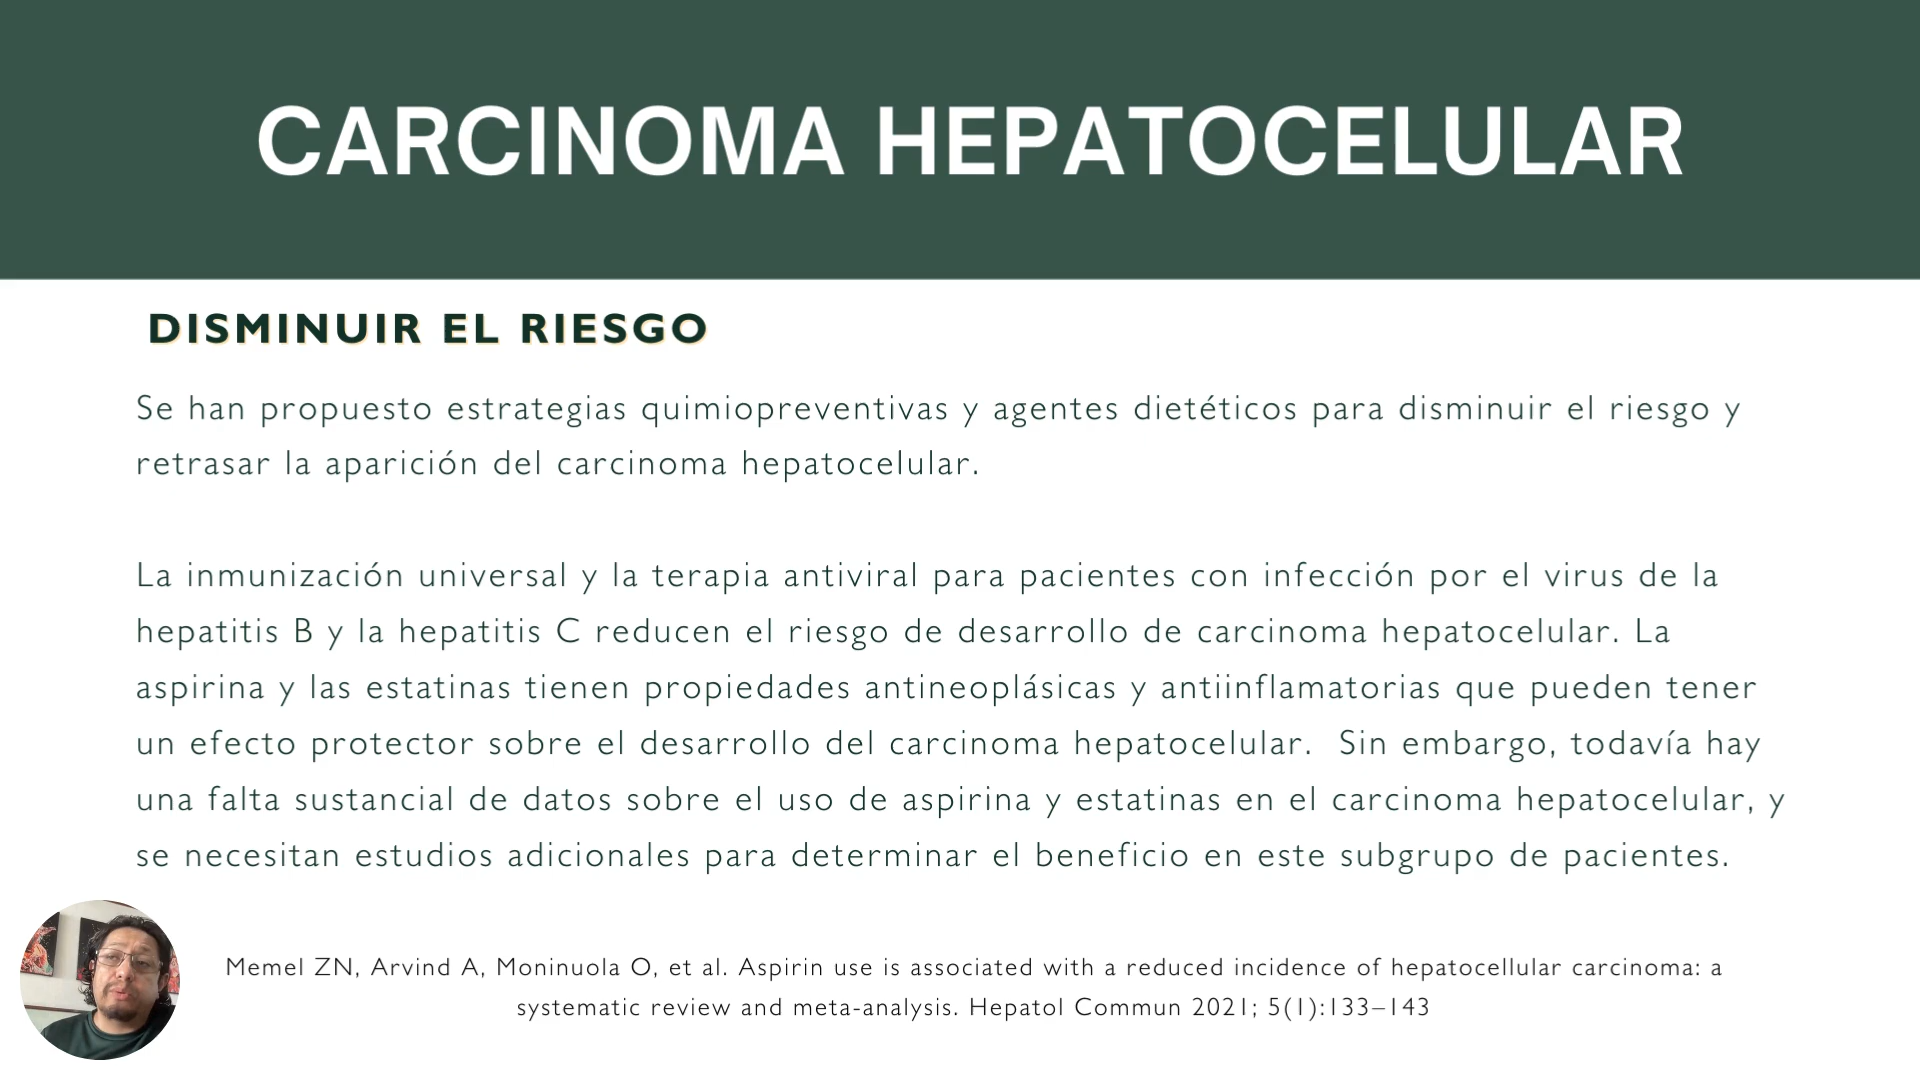 CARCINOMA HEPATOCELULAR
DISMINUIR EL RIESGO
Se han propuesto estrategias quimiopreventivas y agentes dietéticos para disminuir el riesgo y
retrasar la aparición del carcinoma hepatocelular.
La inmunización universal y la terapia antiviral para pacientes con infección por el virus de la
hepatitis B y la hepatitis C reducen el riesgo de desarrollo de carcinoma hepatocelular. La
aspirina y las estatinas tienen propiedades antineoplásicas y antiinflamatorias que pueden tener
un efecto protector sobre el desarrollo del carcinoma hepatocelular.  Sin embargo, todavía hay
una falta sustancial de datos sobre el uso de aspirina y estatinas en el carcinoma hepatocelular, y
se necesitan estudios adicionales para determinar el beneficio en este subgrupo de pacientes.
Memel ZN, Arvind A, Moninuola O, et al. Aspirin use is associated with a reduced incidence of hepatocellular carcinoma: a
systematic review and meta-analysis. Hepatol Commun 2021; 5(1):133–143